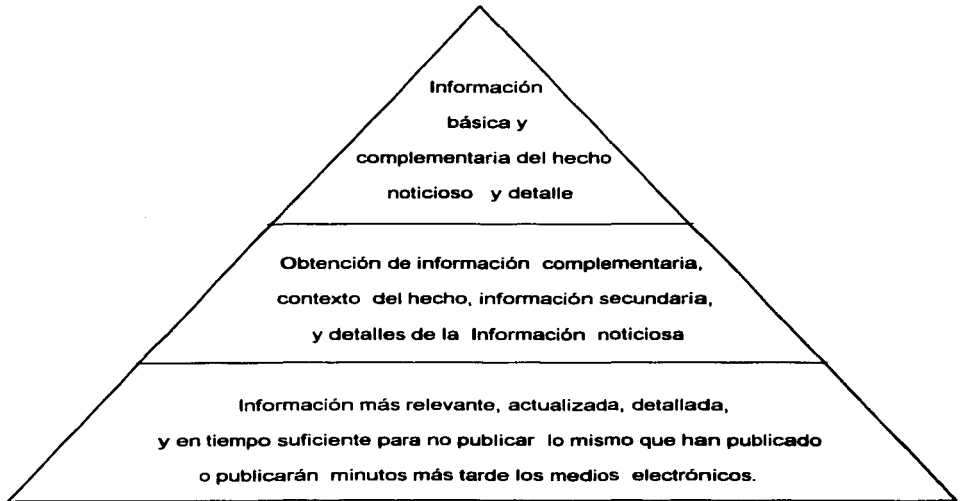 Información
básica y
complementaria del hecho
noticioso y detalle
Obtención de información complementaria,
contexto del hecho, información secundaria,
y detalles de la Información noticiosa
Información más relevante, actualizada, detallada,
y en tiempo suficiente para no publicar lo mismo que han publicado
o publicarán minutos más tarde los medios electrónicos.